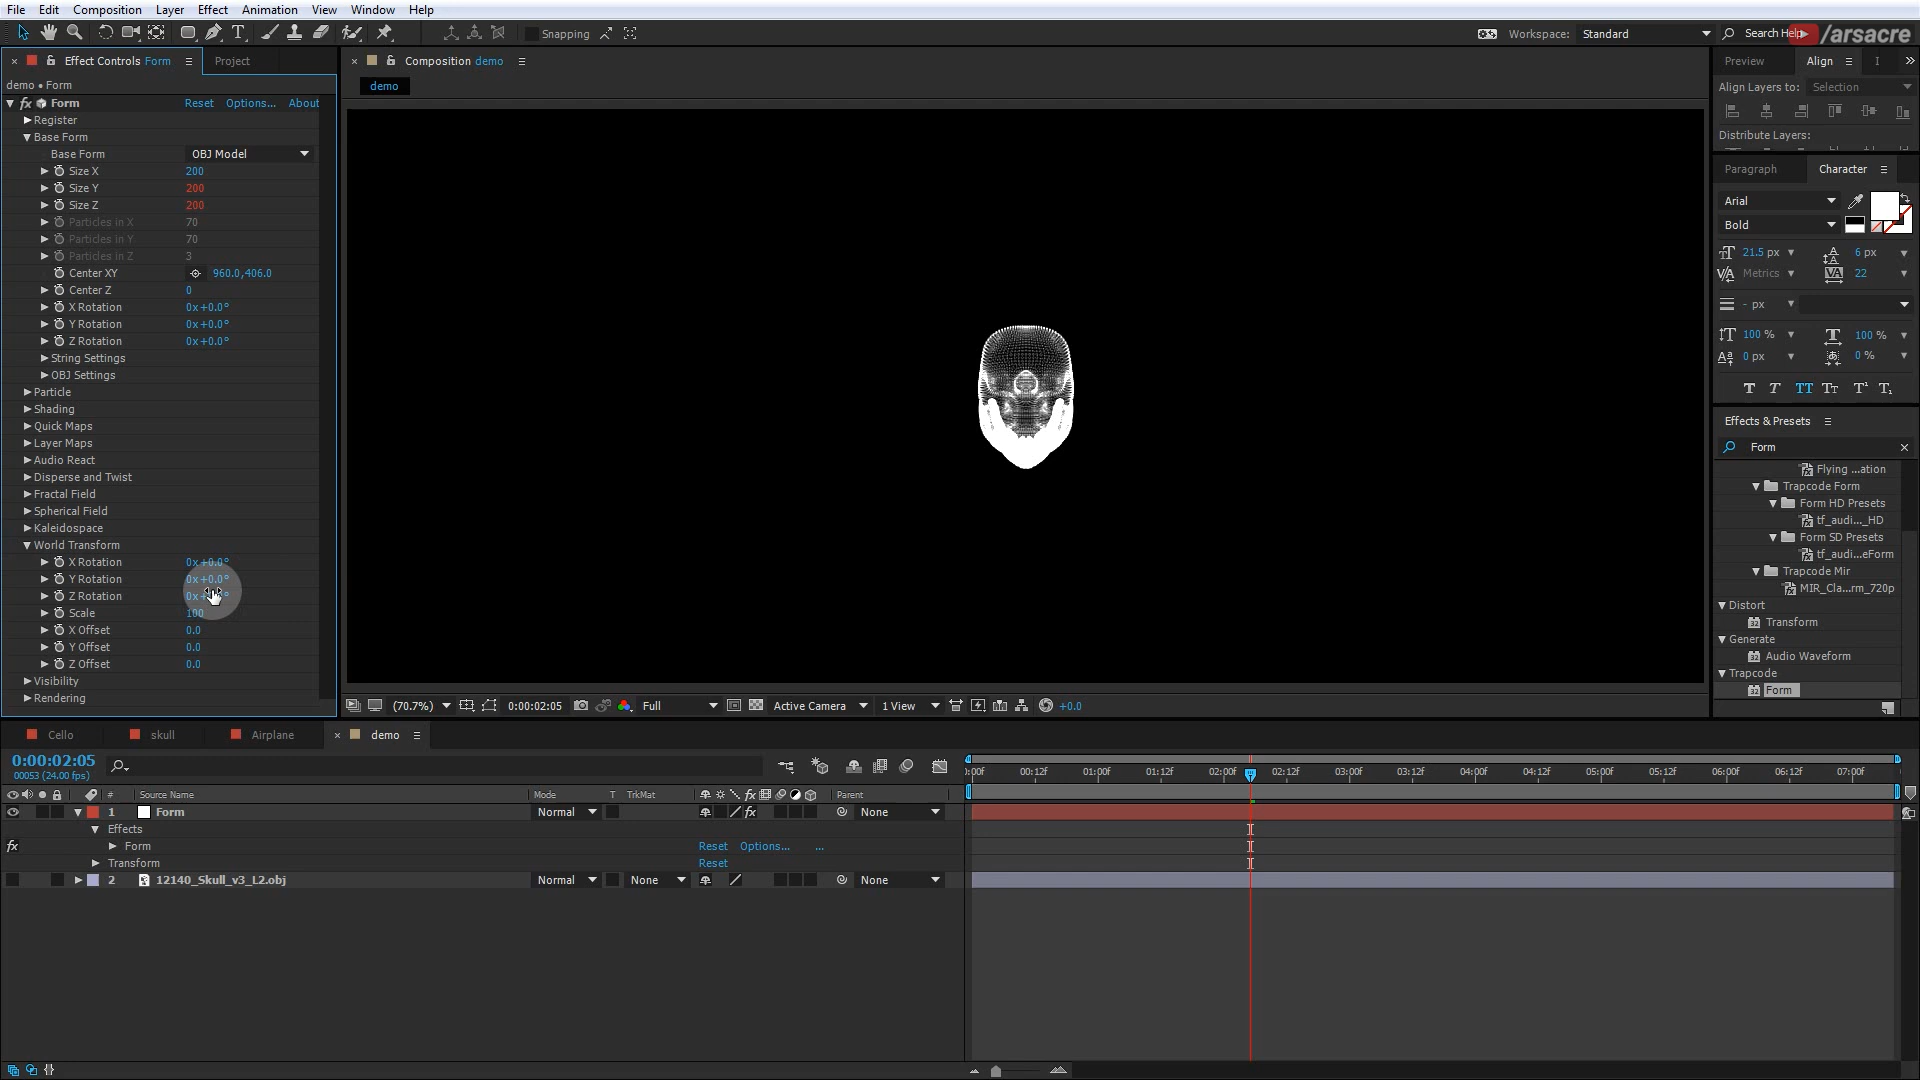 File Edit Composition Layer Effect Animation View Window Help
Snapping
Workspace: Standard
Search Help
/arsacre
Effect Controls Form
Project
demo • Form
fx Form Reset Options... About
Register
Base Form
Base Form OBJ Model
Size X 200
Size Y 200
Size Z 200
Particles in X 70
Particles in Y 70
Particles in Z 3
Center XY 960.0,406.0
Center Z 0
X Rotation 0x+0.0°
Y Rotation 0x+0.0°
Z Rotation 0x+0.0°
String Settings
OBJ Settings
Particle
Shading
Quick Maps
Layer Maps
Audio React
Disperse and Twist
Fractal Field
Spherical Field
Kaleidospace
World Transform
X Rotation 0x+0.0°
Y Rotation 0x+0.0°
Z Rotation
Scale 100
X Offset 0.0
Y Offset 0.0
Z Offset 0.0
Visibility
Rendering
Composition demo
demo
(70.7%) 0:00:02:05 Full Active Camera 1 View +0.0
Preview Align
Align Layers to: Selection
Distribute Layers:
Paragraph Character
Arial
Bold
21.5 px 6 px
Metrics 22
- px
100 % 100 %
0 px 0 %
T T TT Tt T¹ T₁
Effects & Presets
Form
Flying ...ation
Trapcode Form
Form HD Presets
tf_audi..._HD
Form SD Presets
tf_audi...eForm
Trapcode Mir
MIR_Cla...rm_720p
Distort
Transform
Generate
Audio Waveform
Trapcode
Form
Cello skull Airplane demo
0:00:02:05
00053 (24.00 fps)
# Source Name Mode T TrkMat fx Parent
1 Form Normal fx None
Effects
fx Form Reset Options... ...
Transform Reset
2 12140_Skull_v3_L2.obj Normal None None
:00f 00:12f 01:00f 01:12f 02:00f 02:12f 03:00f 03:12f 04:00f 04:12f 05:00f 05:12f 06:00f 06:12f 07:00f